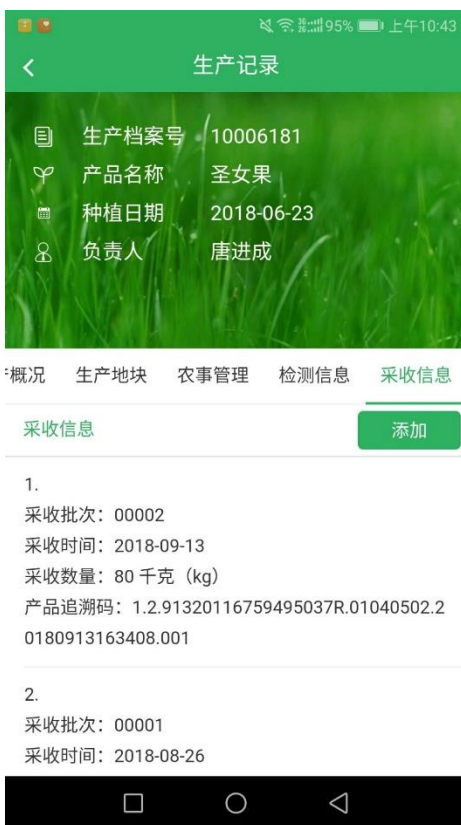 95% 上午10:43
生产记录
生产档案号 10006181
产品名称 圣女果
种植日期 2018-06-23
负责人 唐进成
概况 生产地块 农事管理 检测信息 采收信息
采收信息 添加
1.
采收批次：00002
采收时间：2018-09-13
采收数量：80 千克（kg）
产品追溯码：1.2.91320116759495037R.01040502.2
0180913163408.001
2.
采收批次：00001
采收时间：2018-08-26